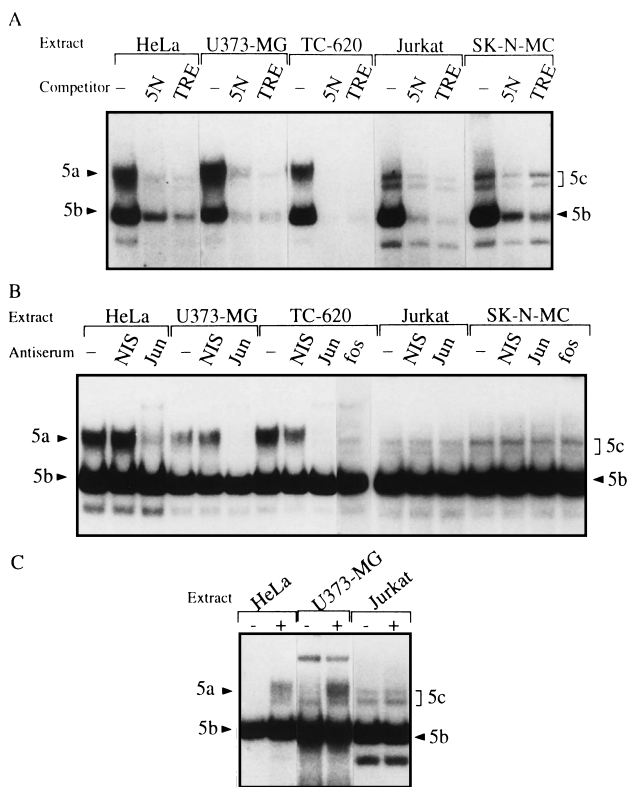 A
Extract HeLa U373-MG TC-620 Jurkat SK-N-MC
Competitor – 5N TRE – 5N TRE – 5N TRE – 5N TRE – 5N TRE
5a 5c
5b 5b
B
Extract HeLa U373-MG TC-620 Jurkat SK-N-MC
Antiserum – NIS Jun – NIS Jun – NIS Jun fos – NIS Jun – NIS Jun fos
5a 5c
5b 5b
C
Extract HeLa U373-MG Jurkat
- + - + - +
5a 5c
5b 5b